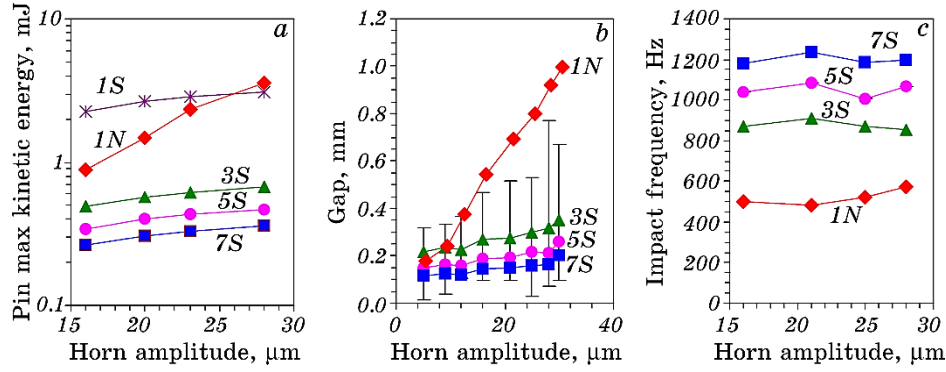 a
Pin max kinetic energy, mJ
10
1
0.1
1S
1N
3S
5S
7S
15 20 25 30
Horn amplitude, μm
b
Gap, mm
1.2
1.0
0.8
0.6
0.4
0.2
0.0
1N
3S
5S
7S
0 20 40
Horn amplitude, μm
c
Impact frequency, Hz
1400
1200
1000
800
600
400
200
0
7S
5S
3S
1N
15 20 25 30
Horn amplitude, μm